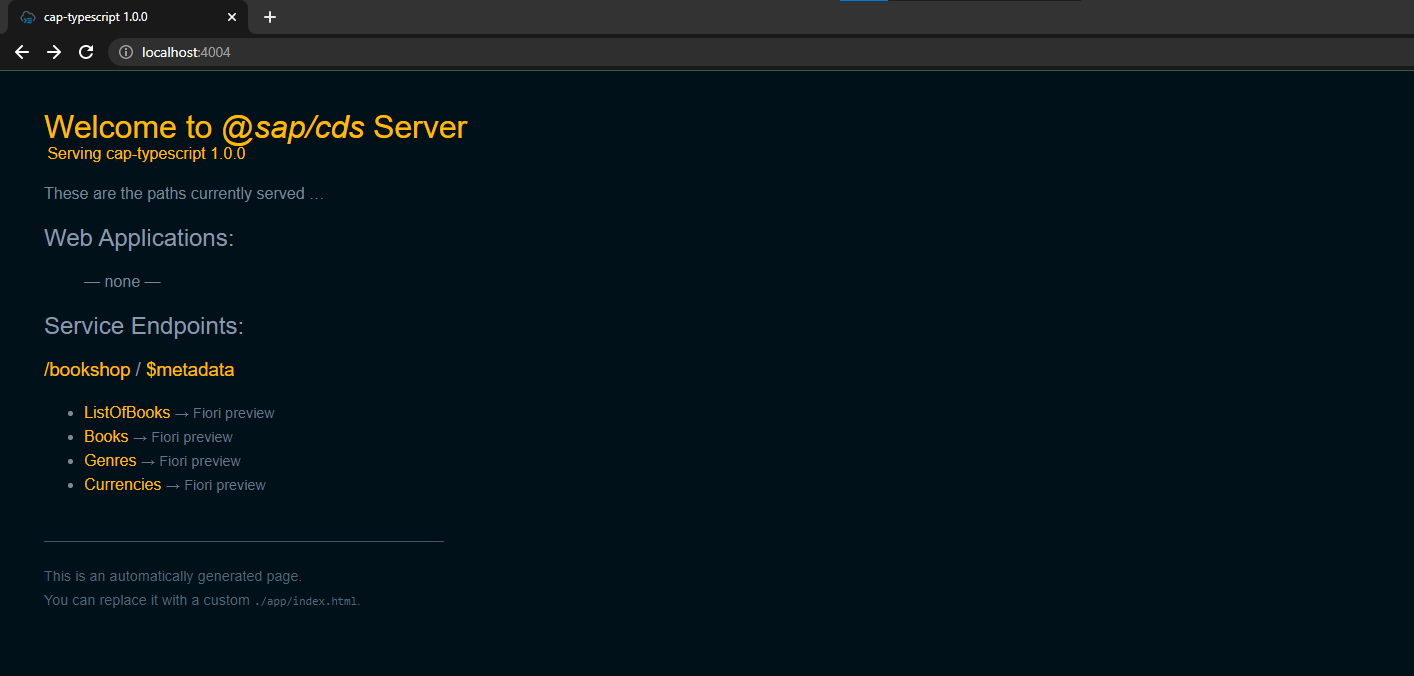 cap-typescript 1.0.0
localhost:4004
Welcome to @sap/cds Server
Serving cap-typescript 1.0.0
These are the paths currently served …
Web Applications:
— none —
Service Endpoints:
/bookshop / $metadata
ListOfBooks → Fiori preview
Books → Fiori preview
Genres → Fiori preview
Currencies → Fiori preview
This is an automatically generated page.
You can replace it with a custom ./app/index.html.